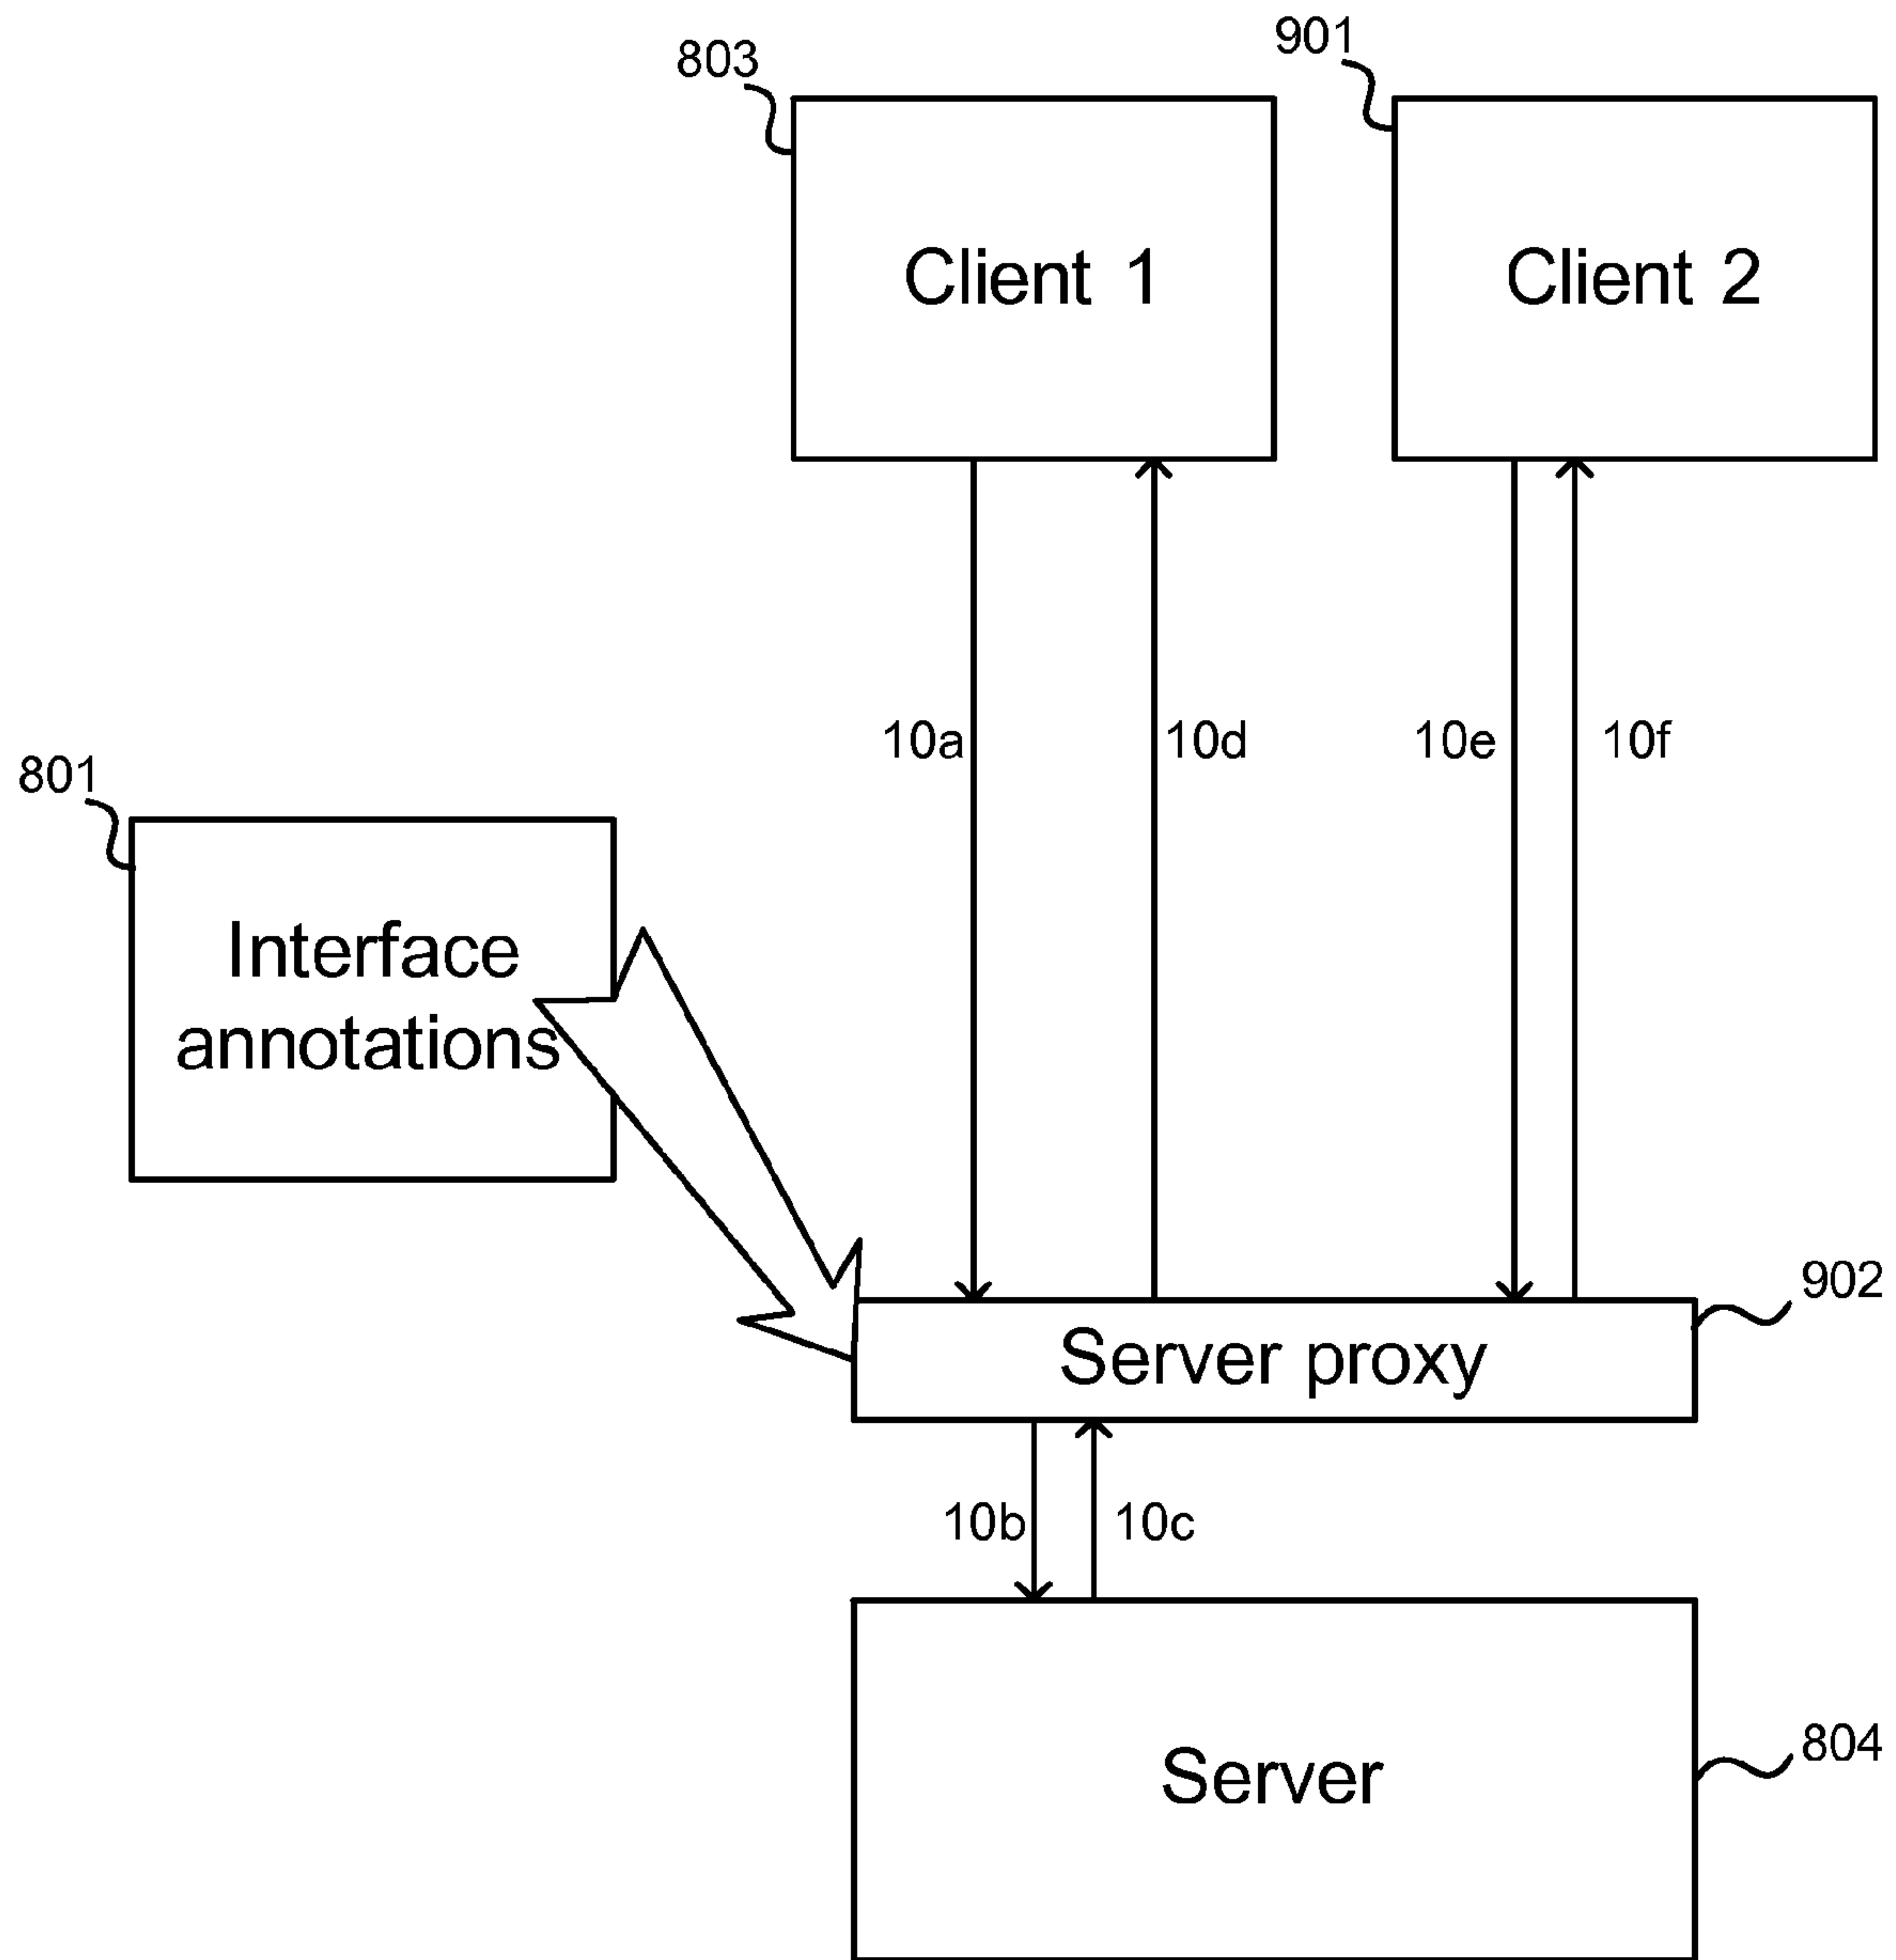 803
901
Client 1
Client 2
10a
10d
10e
10f
801
Interface
annotations
902
Server proxy
10b
10c
804
Server